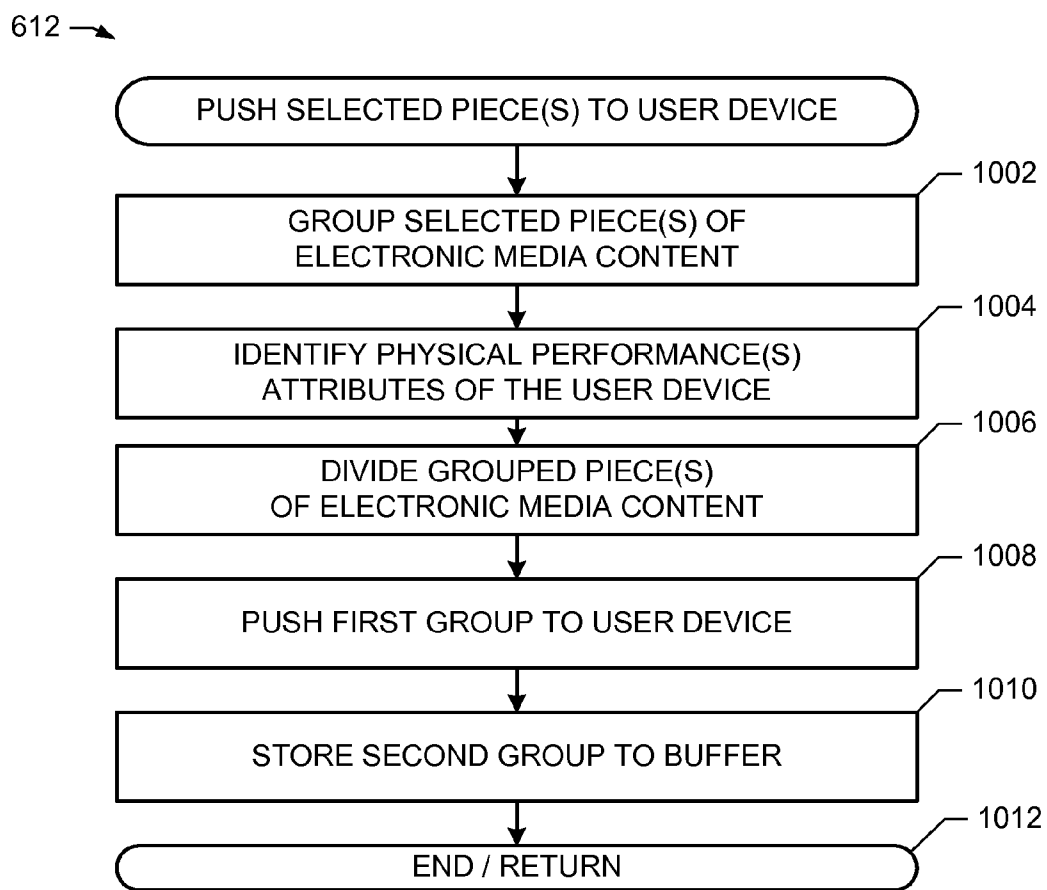 612
PUSH SELECTED PIECE(S) TO USER DEVICE
1002
GROUP SELECTED PIECE(S) OF
ELECTRONIC MEDIA CONTENT
1004
IDENTIFY PHYSICAL PERFORMANCE(S)
ATTRIBUTES OF THE USER DEVICE
1006
DIVIDE GROUPED PIECE(S)
OF ELECTRONIC MEDIA CONTENT
1008
PUSH FIRST GROUP TO USER DEVICE
1010
STORE SECOND GROUP TO BUFFER
1012
END / RETURN